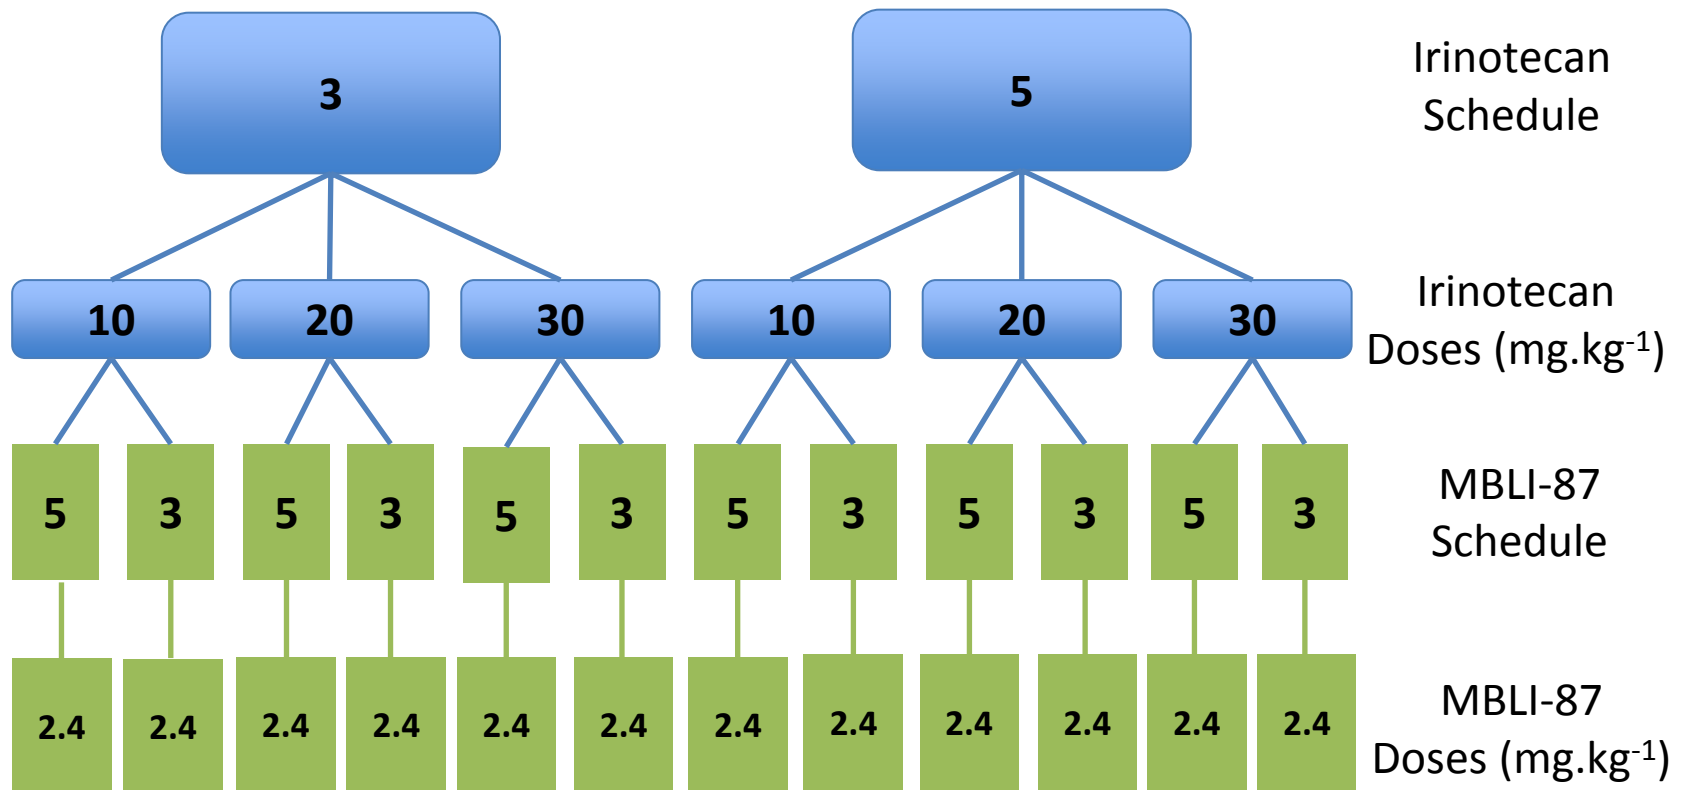 3 5 Irinotecan
Schedule
10 20 30 10 20 30 Irinotecan
Doses (mg.kg-1)
5 3 5 3 5 3 5 3 5 3 5 3 MBLI-87
Schedule
2.4 2.4 2.4 2.4 2.4 2.4 2.4 2.4 2.4 2.4 2.4 2.4 MBLI-87
Doses (mg.kg-1)